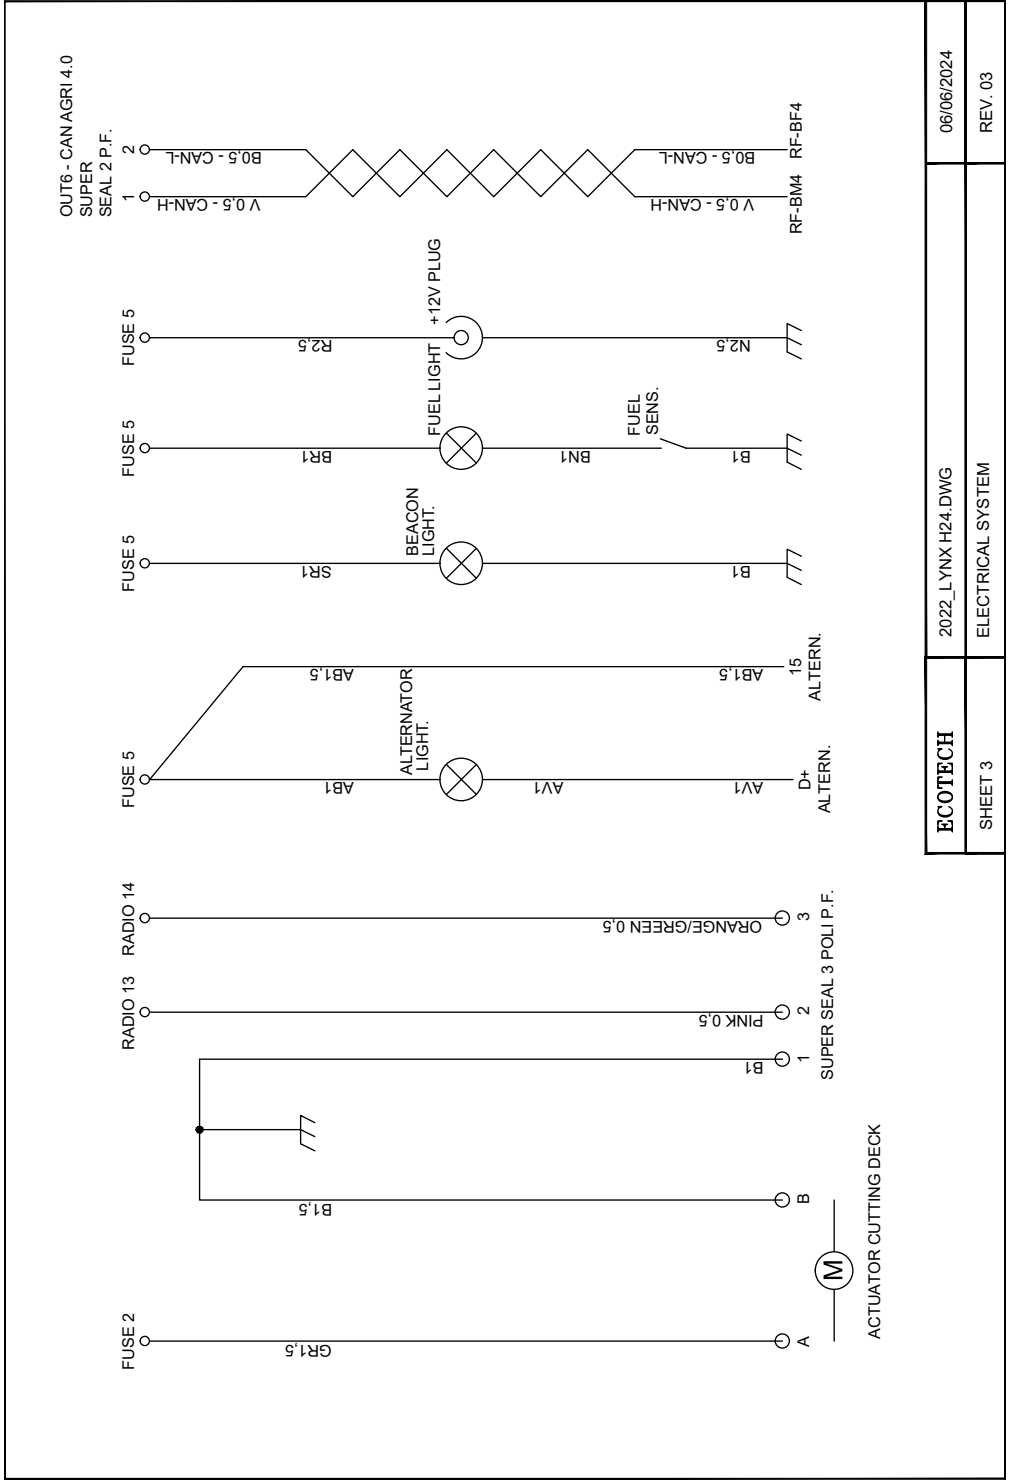 FUSE 2
GR1,5
A
B1,5
B
M
ACTUATOR CUTTING DECK
B1
1
RADIO 13
PINK 0,5
2
RADIO 14
ORANGE/GREEN 0,5
3
SUPER SEAL 3 POLI P.F.
FUSE 5
AB1
ALTERNATOR
LIGHT.
AV1
AV1
D+
ALTERN.
AB1,5
AB1,5
15
ALTERN.
FUSE 5
SR1
BEACON
LIGHT.
B1
FUSE 5
BR1
FUEL LIGHT
BN1
FUEL
SENS.
B1
FUSE 5
R2,5
+12V PLUG
N2,5
OUT6 - CAN AGRI 4.0
SUPER
SEAL 2 P.F.
1
2
V 0,5 - CAN-H
B0,5 - CAN-L
V 0,5 - CAN-H
B0,5 - CAN-L
RF-BM4
RF-BF4
ECOTECH
2022_LYNX H24.DWG
06/06/2024
SHEET 3
ELECTRICAL SYSTEM
REV. 03